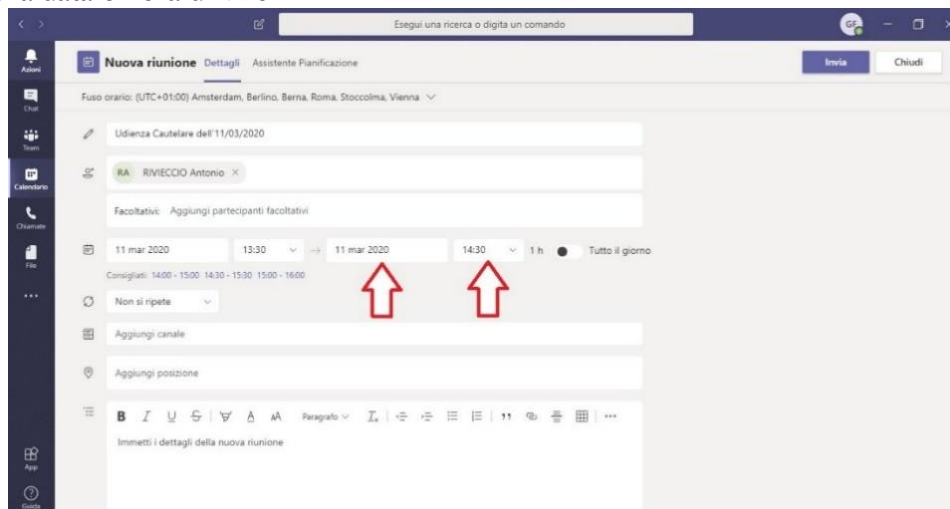 Esegui una ricerca o digita un comando
GF
Azioni
Chat
Team
Calendario
Chiamate
File
App
Guida
Nuova riunione Dettagli Assistente Pianificazione
Invia Chiudi
Fuso orario: (UTC+01:00) Amsterdam, Berlino, Berna, Roma, Stoccolma, Vienna
Udienza Cautelare dell'11/03/2020
RA RIVIECCIO Antonio ×
Facoltativi: Aggiungi partecipanti facoltativi
11 mar 2020 13:30 → 11 mar 2020 14:30 1 h Tutto il giorno
Consigliati: 14:00 - 15:00 14:30 - 15:30 15:00 - 16:00
Non si ripete
Aggiungi canale
Aggiungi posizione
B I U S A A AA Paragrafo
Immetti i dettagli della nuova riunione